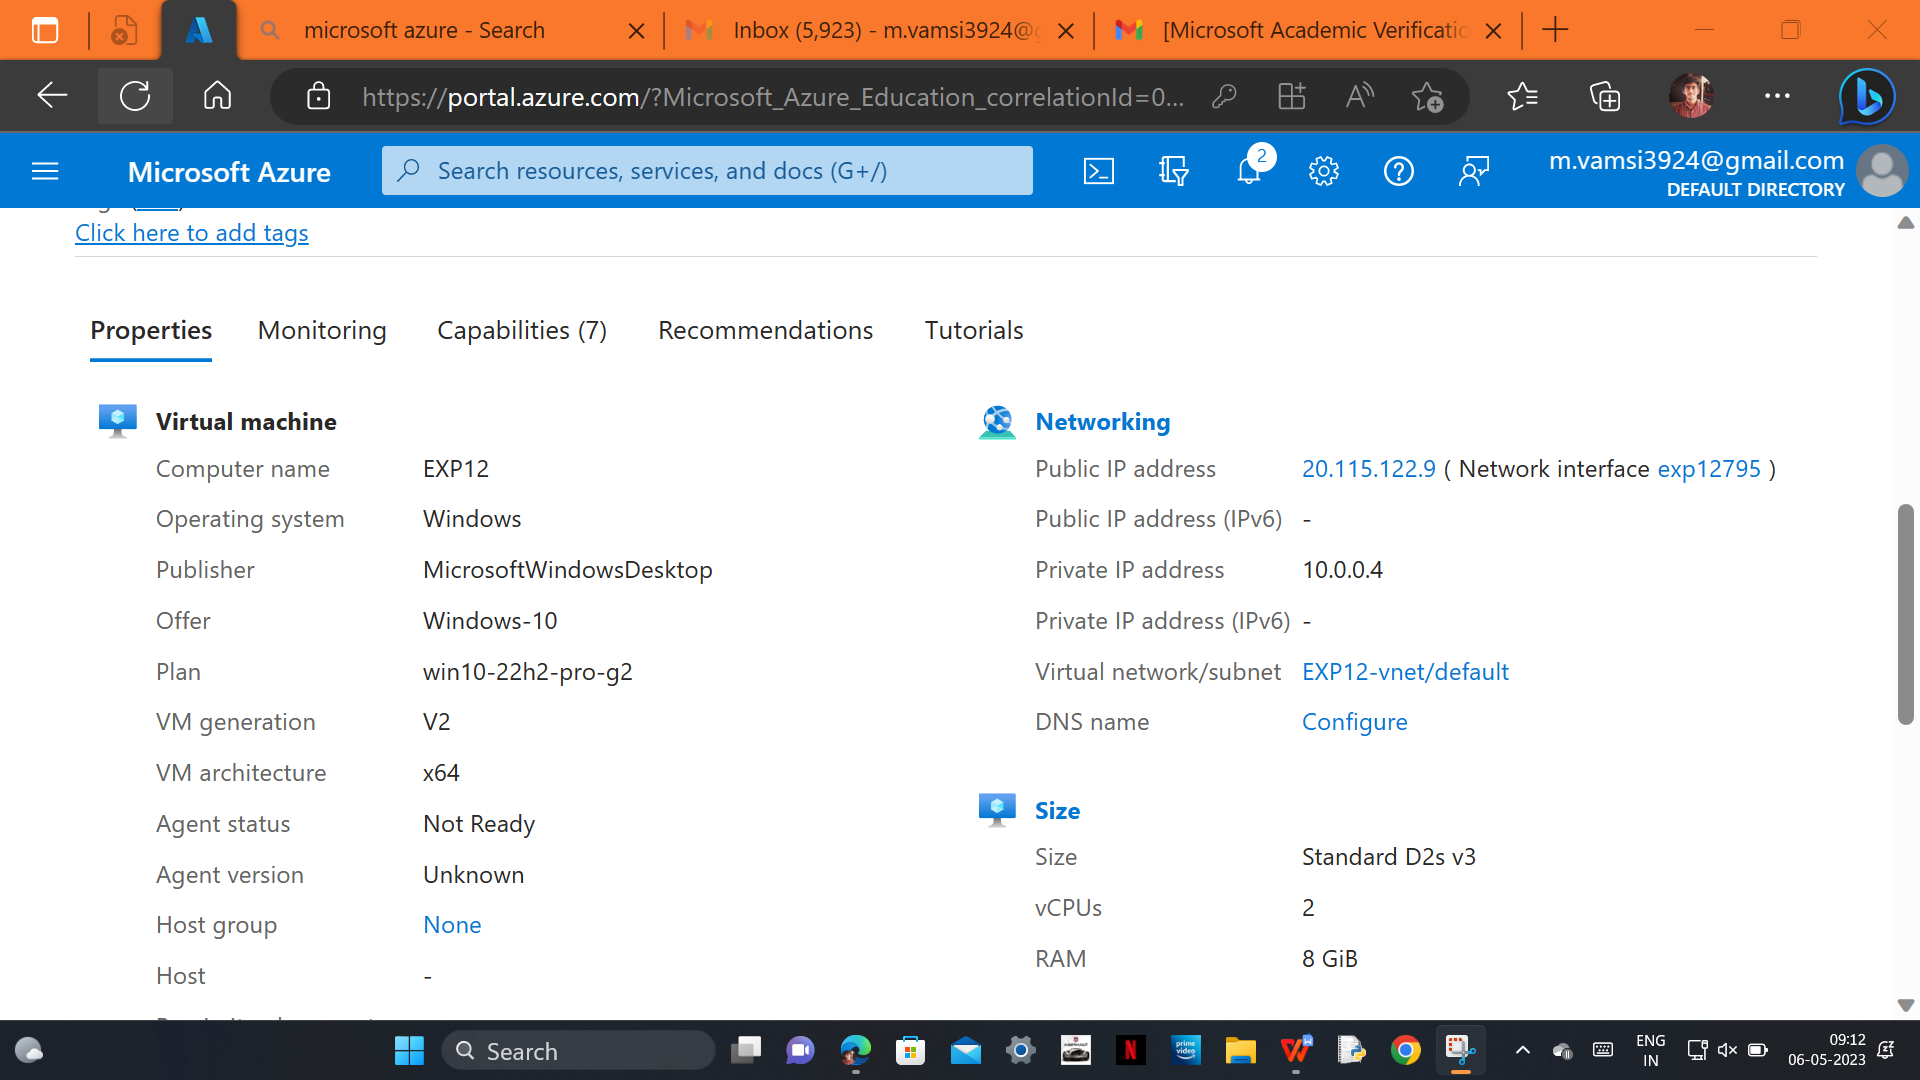 microsoft azure - Search
Inbox (5,923) - m.vamsi3924@
[Microsoft Academic Verificatio
https://portal.azure.com/?Microsoft_Azure_Education_correlationId=0...
Microsoft Azure
Search resources, services, and docs (G+/)
2
m.vamsi3924@gmail.com
DEFAULT DIRECTORY
Click here to add tags
Properties
Monitoring
Capabilities (7)
Recommendations
Tutorials
Virtual machine
Computer name EXP12
Operating system Windows
Publisher MicrosoftWindowsDesktop
Offer Windows-10
Plan win10-22h2-pro-g2
VM generation V2
VM architecture x64
Agent status Not Ready
Agent version Unknown
Host group None
Host -
Networking
Public IP address 20.115.122.9 ( Network interface exp12795 )
Public IP address (IPv6) -
Private IP address 10.0.0.4
Private IP address (IPv6) -
Virtual network/subnet EXP12-vnet/default
DNS name Configure
Size
Size Standard D2s v3
vCPUs 2
RAM 8 GiB
Search
prime video
N
ENG
IN
09:12
06-05-2023